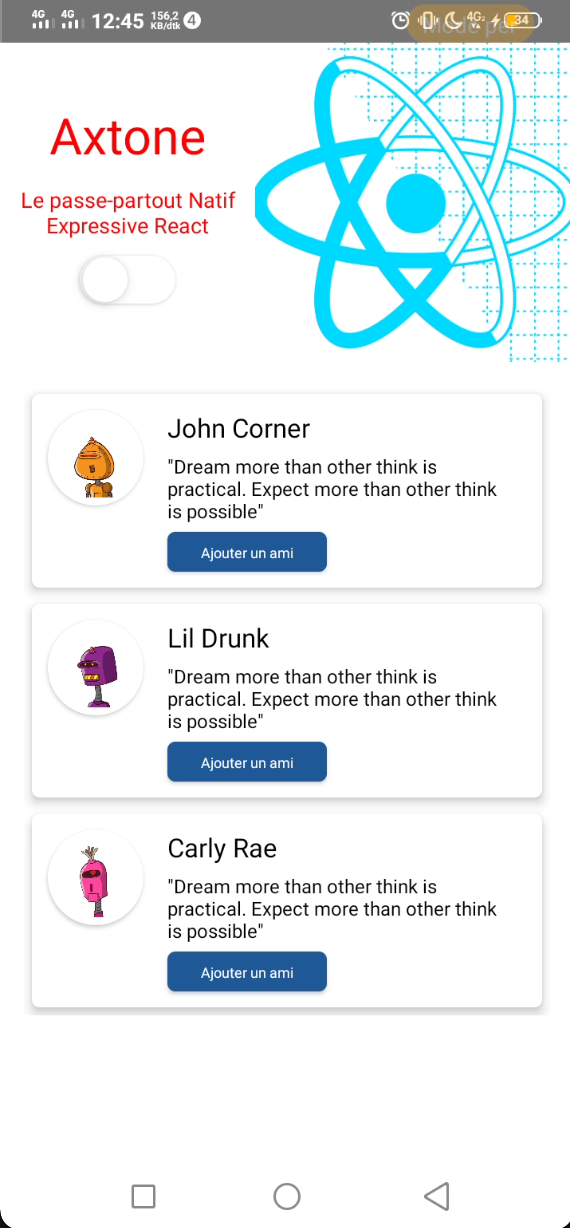 4G 4G 12:45 156,2 KB/dtk 4 4G 34
Mode per
Axtone
Le passe-partout Natif
Expressive React
John Corner
"Dream more than other think is
practical. Expect more than other think
is possible"
Ajouter un ami
Lil Drunk
"Dream more than other think is
practical. Expect more than other think
is possible"
Ajouter un ami
Carly Rae
"Dream more than other think is
practical. Expect more than other think
is possible"
Ajouter un ami